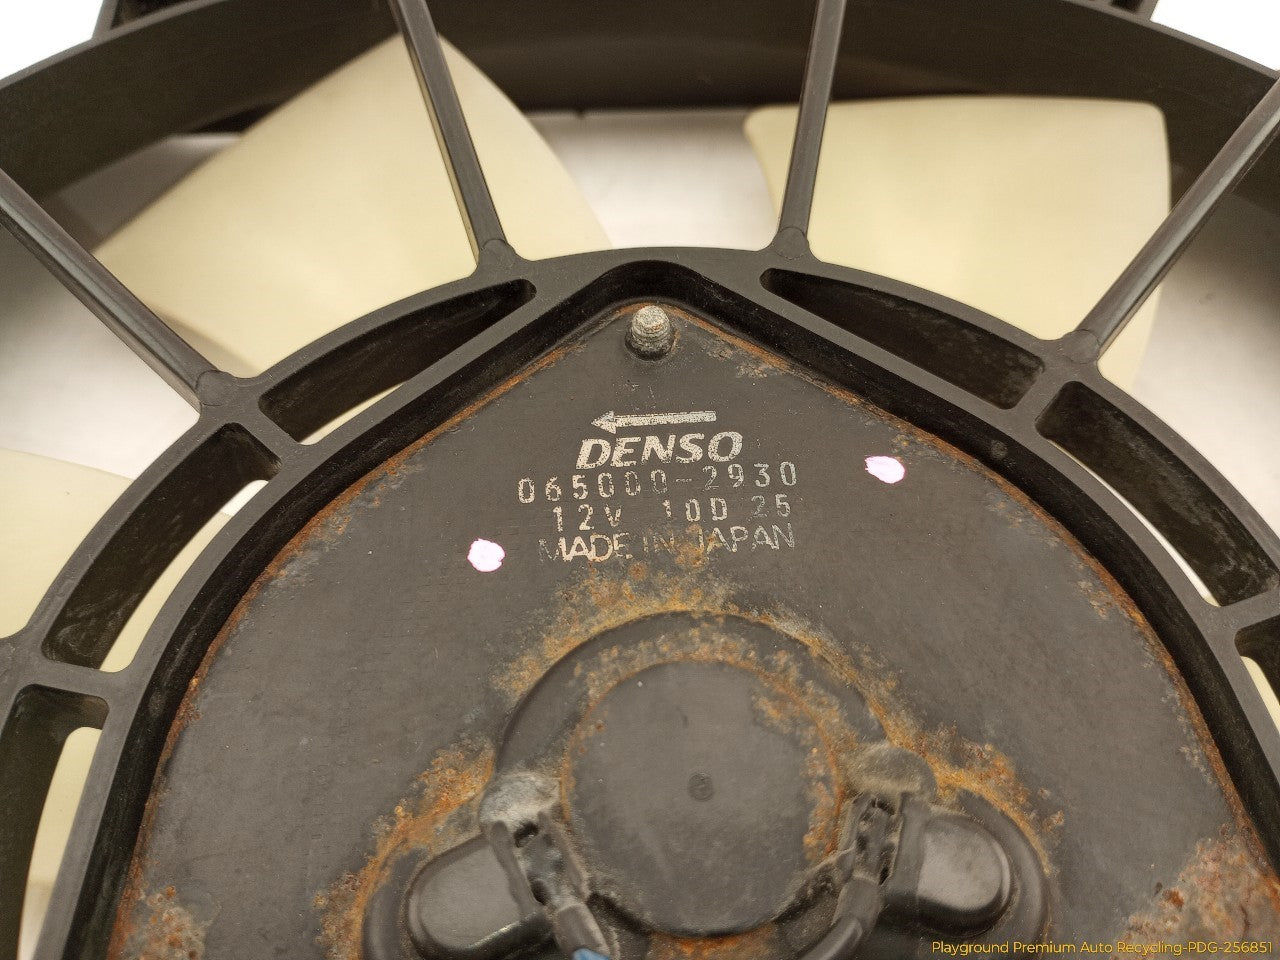 DENSO
065000-2930
12V 10D 25
MADE IN JAPAN
Playground Premium Auto Recycling-PDG-256851